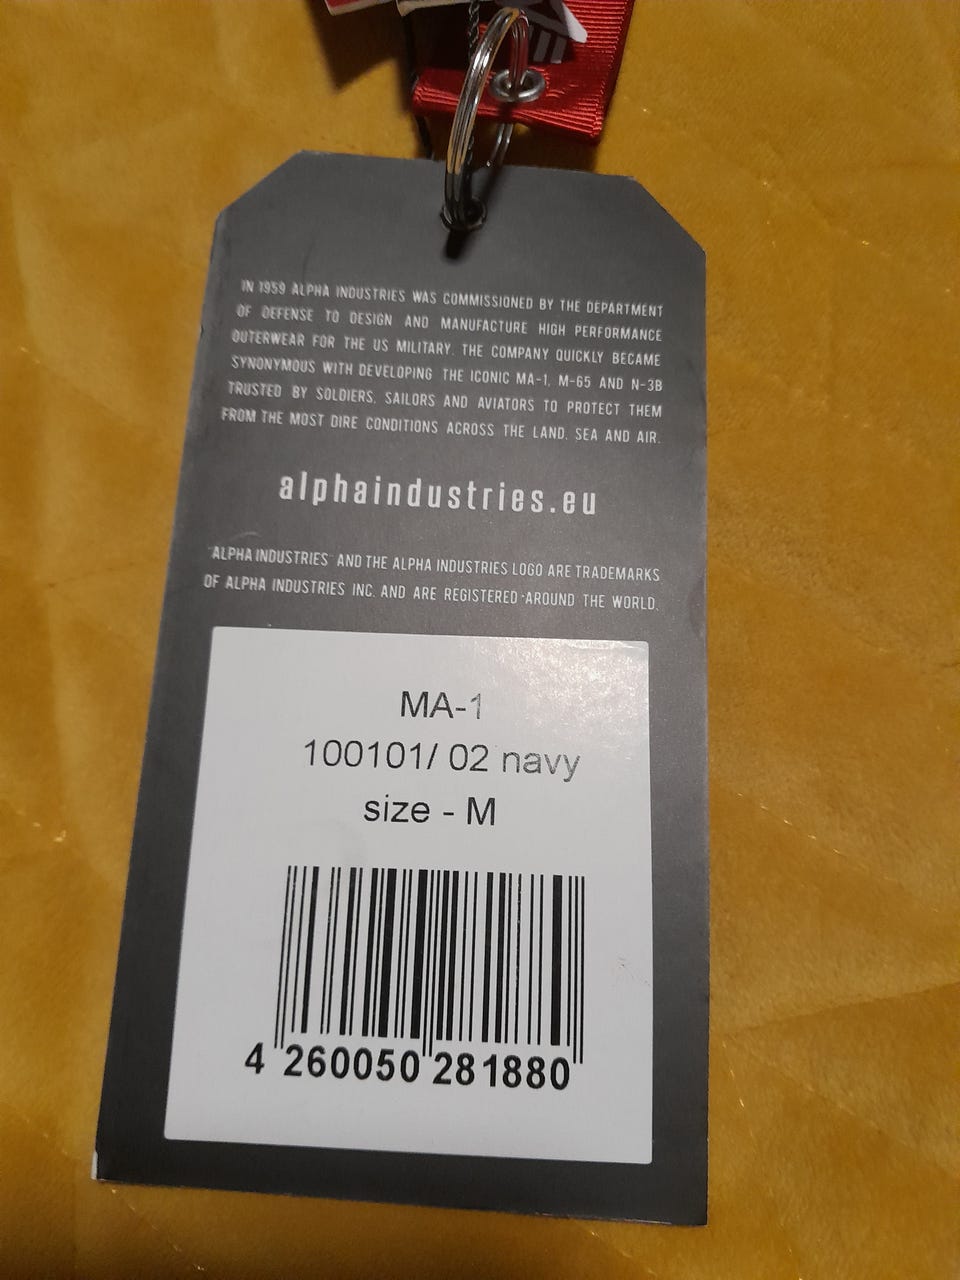 IN 1959 ALPHA INDUSTRIES WAS COMMISSIONED BY THE DEPARTMENT
OF DEFENSE TO DESIGN AND MANUFACTURE HIGH PERFORMANCE
OUTERWEAR FOR THE US MILITARY. THE COMPANY QUICKLY BECAME
SYNONYMOUS WITH DEVELOPING THE ICONIC MA-1, M-65 AND N-3B
TRUSTED BY SOLDIERS, SAILORS AND AVIATORS TO PROTECT THEM
FROM THE MOST DIRE CONDITIONS ACROSS THE LAND, SEA AND AIR.
alphaindustries.eu
"ALPHA INDUSTRIES" AND THE ALPHA INDUSTRIES LOGO ARE TRADEMARKS
OF ALPHA INDUSTRIES INC. AND ARE REGISTERED AROUND THE WORLD.
MA-1
100101/ 02 navy
size - M
4 260050 281880